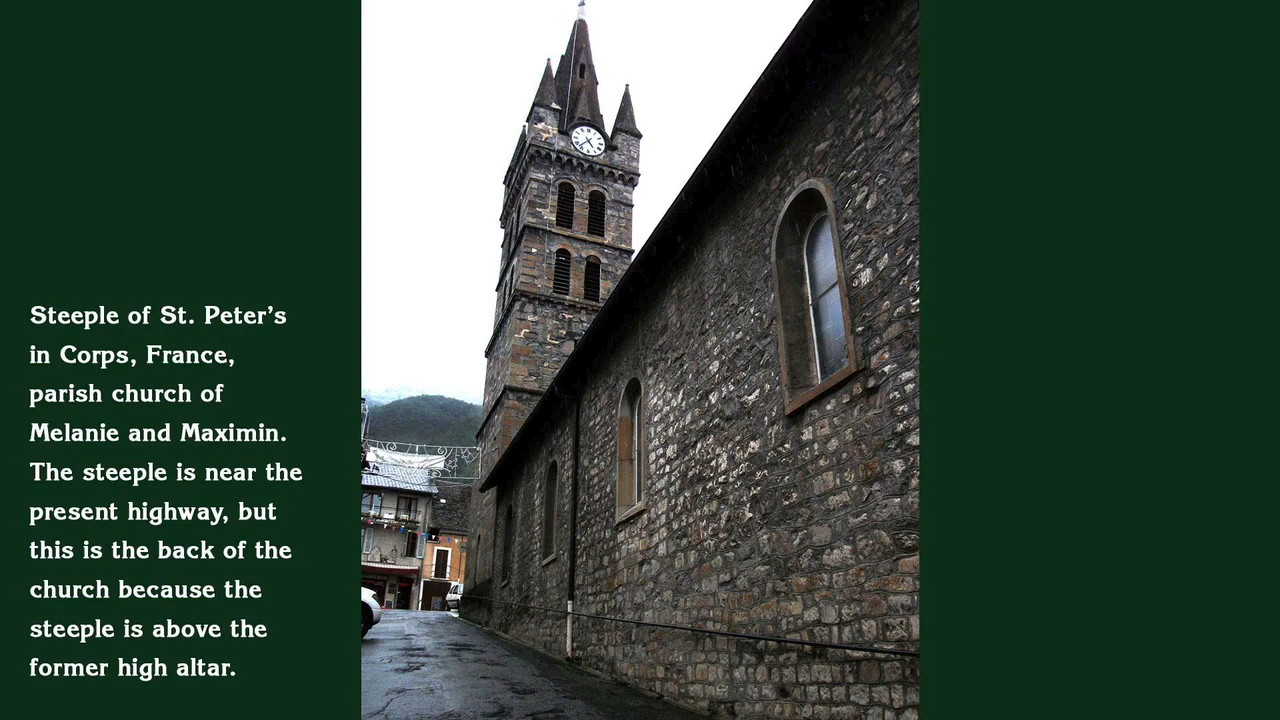 Steeple of St. Peter's
in Corps, France,
parish church of
Melanie and Maximin.
The steeple is near the
present highway, but
this is the back of the
church because the
steeple is above the
former high altar.